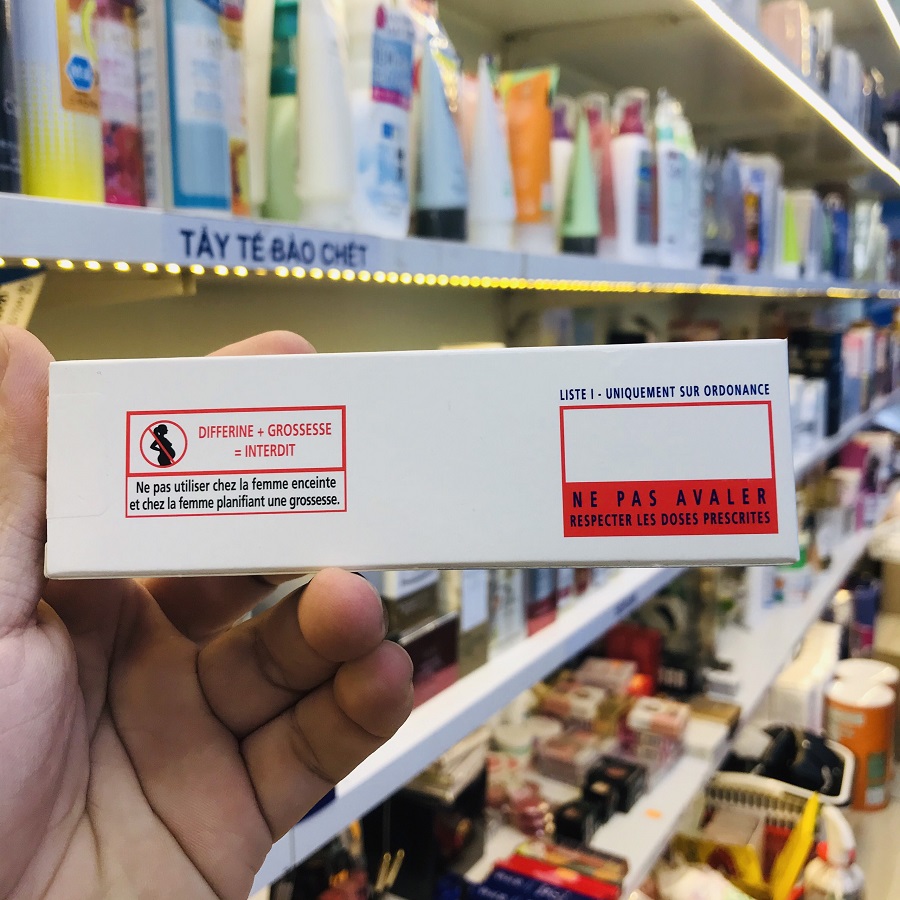 TẨY TẾ BÀO CHẾT
DIFFERINE + GROSSESSE
= INTERDIT
Ne pas utiliser chez la femme enceinte
et chez la femme planifiant une grossesse.
LISTE I - UNIQUEMENT SUR ORDONANCE
NE PAS AVALER
RESPECTER LES DOSES PRESCRITES